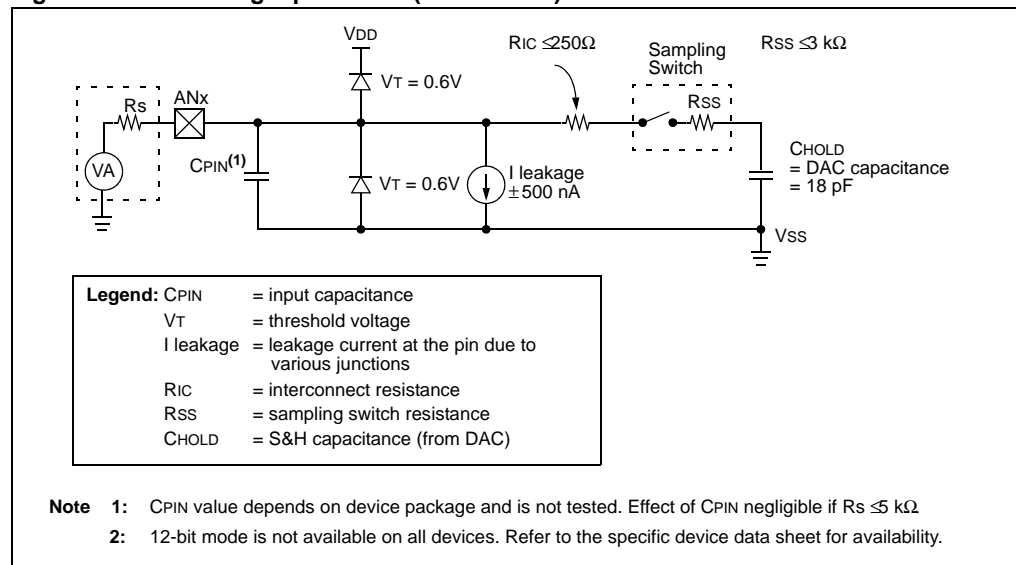 VDD
RIC ≤250Ω
Sampling
Switch
RSS ≤3 kΩ
VT = 0.6V
Rs
ANx
RSS
VA
CPIN(1)
VT = 0.6V
I leakage
±500 nA
CHOLD
= DAC capacitance
= 18 pF
VSS
Legend: CPIN = input capacitance
VT = threshold voltage
I leakage = leakage current at the pin due to
various junctions
RIC = interconnect resistance
RSS = sampling switch resistance
CHOLD = S&H capacitance (from DAC)
Note 1: CPIN value depends on device package and is not tested. Effect of CPIN negligible if Rs ≤5 kΩ
2: 12-bit mode is not available on all devices. Refer to the specific device data sheet for availability.